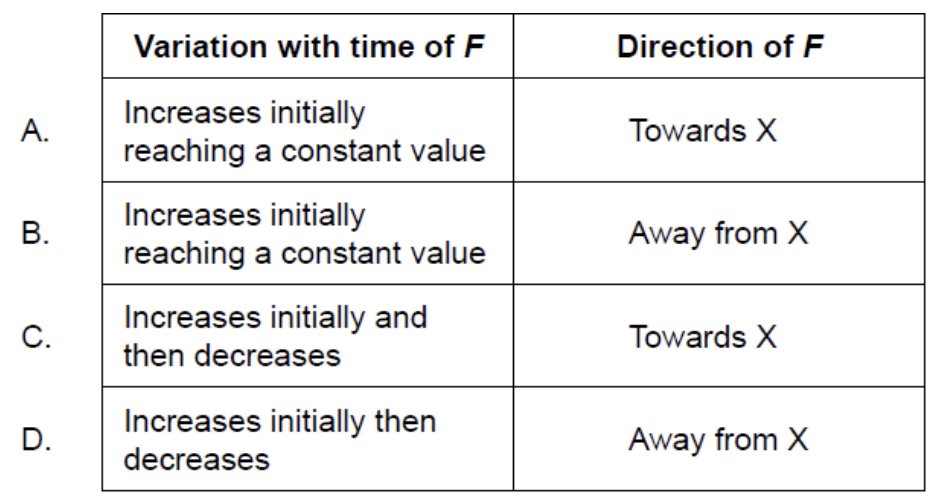 Variation with time of F
Direction of F
A.
Increases initially
reaching a constant value
Towards X
B.
Increases initially
reaching a constant value
Away from X
C.
Increases initially and
then decreases
Towards X
D.
Increases initially then
decreases
Away from X